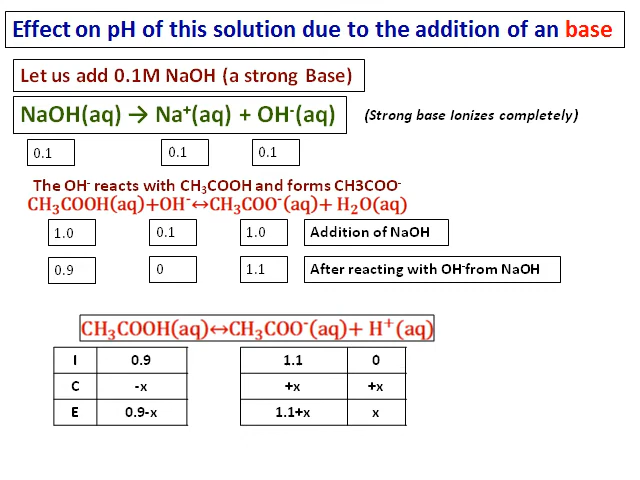 Effect on pH of this solution due to the addition of an base
Let us add 0.1M NaOH (a strong Base)
NaOH(aq) → Na⁺(aq) + OH⁻(aq) (Strong base Ionizes completely)
0.1 0.1 0.1
The OH⁻ reacts with CH₃COOH and forms CH3COO⁻
CH₃COOH(aq)+OH⁻↔CH₃COO⁻(aq)+ H₂O(aq)
1.0 0.1 1.0 Addition of NaOH
0.9 0 1.1 After reacting with OH⁻from NaOH
CH₃COOH(aq)↔CH₃COO⁻(aq)+ H⁺(aq)
I 0.9 1.1 0
C -x +x +x
E 0.9-x 1.1+x x